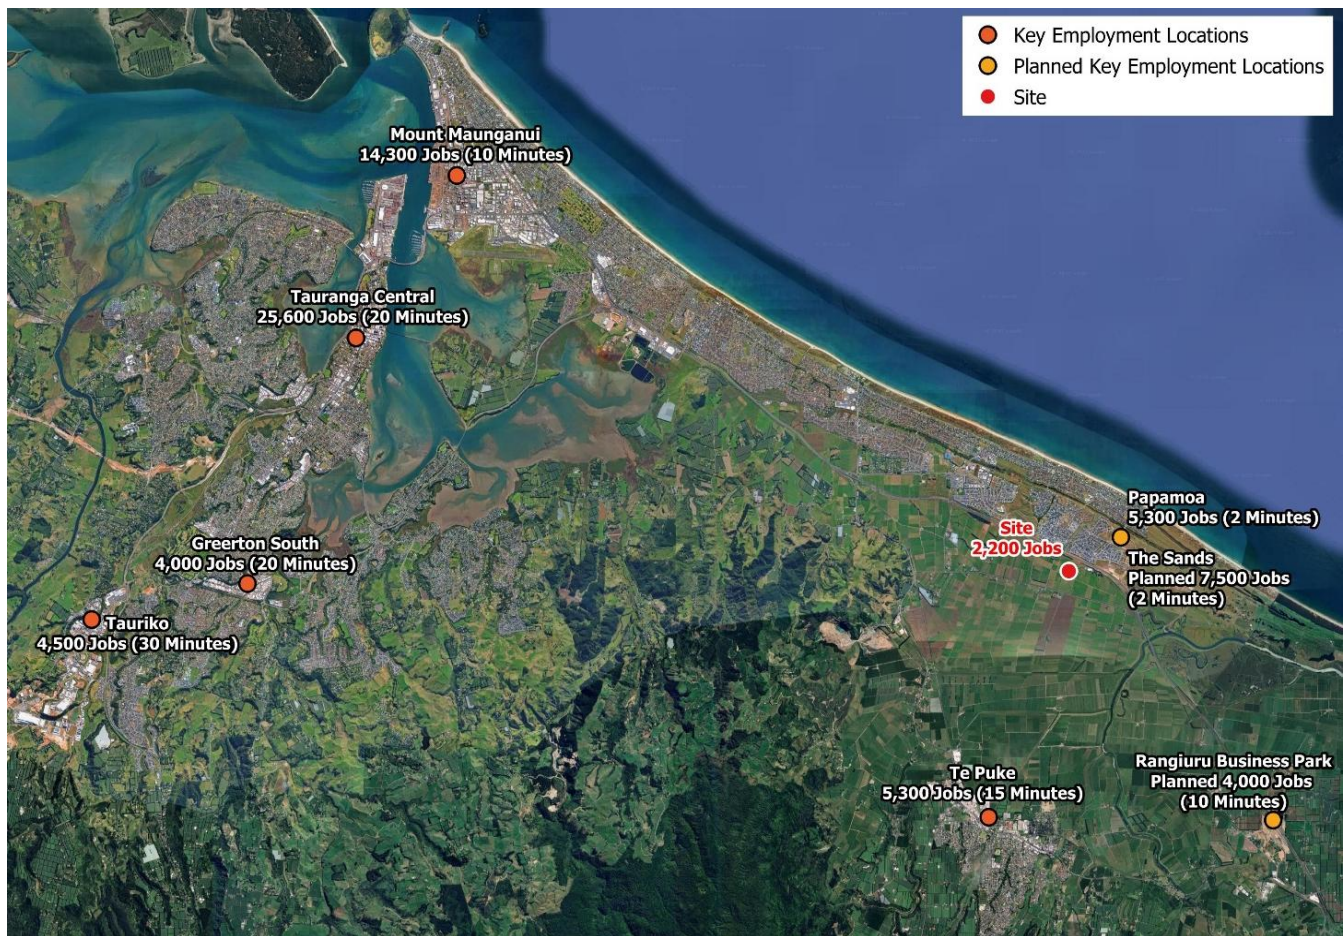 Key Employment Locations
Planned Key Employment Locations
Site
Mount Maunganui
14,300 Jobs (10 Minutes)
Tauranga Central
25,600 Jobs (20 Minutes)
Papamoa
5,300 Jobs (2 Minutes)
Site
2,200 Jobs
The Sands
Planned 7,500 Jobs
(2 Minutes)
Greerton South
4,000 Jobs (20 Minutes)
Tauriko
4,500 Jobs (30 Minutes)
Te Puke
5,300 Jobs (15 Minutes)
Rangiuru Business Park
Planned 4,000 Jobs
(10 Minutes)